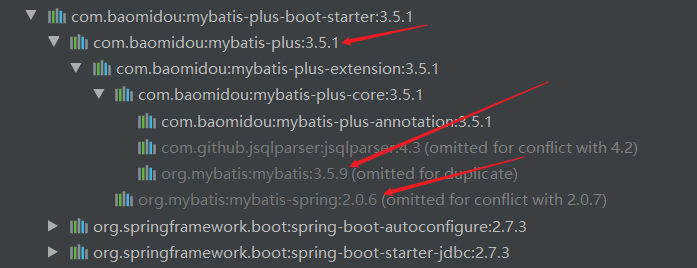 com.baomidou:mybatis-plus-boot-starter:3.5.1
com.baomidou:mybatis-plus:3.5.1
com.baomidou:mybatis-plus-extension:3.5.1
com.baomidou:mybatis-plus-core:3.5.1
com.baomidou:mybatis-plus-annotation:3.5.1
com.github.jsqlparser:jsqlparser:4.3 (omitted for conflict with 4.2)
org.mybatis:mybatis:3.5.9 (omitted for duplicate)
org.mybatis:mybatis-spring:2.0.6 (omitted for conflict with 2.0.7)
org.springframework.boot:spring-boot-autoconfigure:2.7.3
org.springframework.boot:spring-boot-starter-jdbc:2.7.3